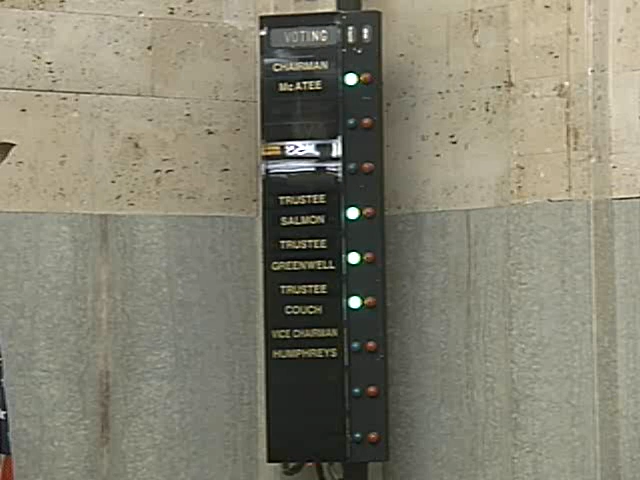 VOTING
CHAIRMAN
McATEE
TRUSTEE
SALMON
TRUSTEE
GREENWELL
TRUSTEE
COUCH
VICE CHAIRMAN
HUMPHREYS